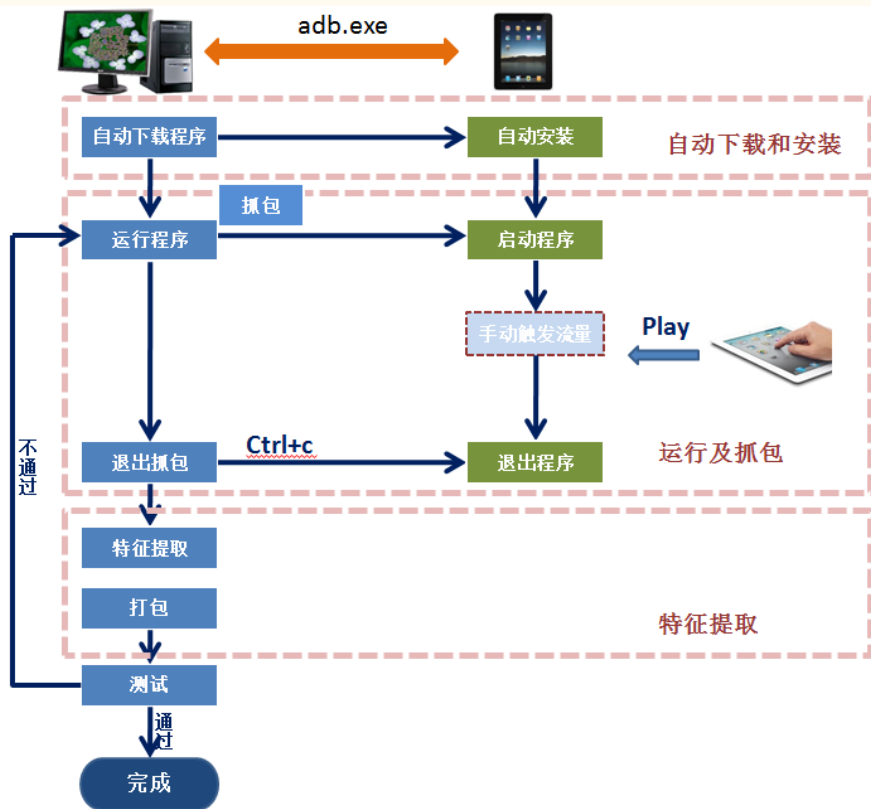 adb.exe
自动下载程序
自动安装
自动下载和安装
抓包
运行程序
启动程序
手动触发流量
Play
不通过
退出抓包
Ctrl+c
退出程序
运行及抓包
特征提取
打包
特征提取
测试
通过
完成